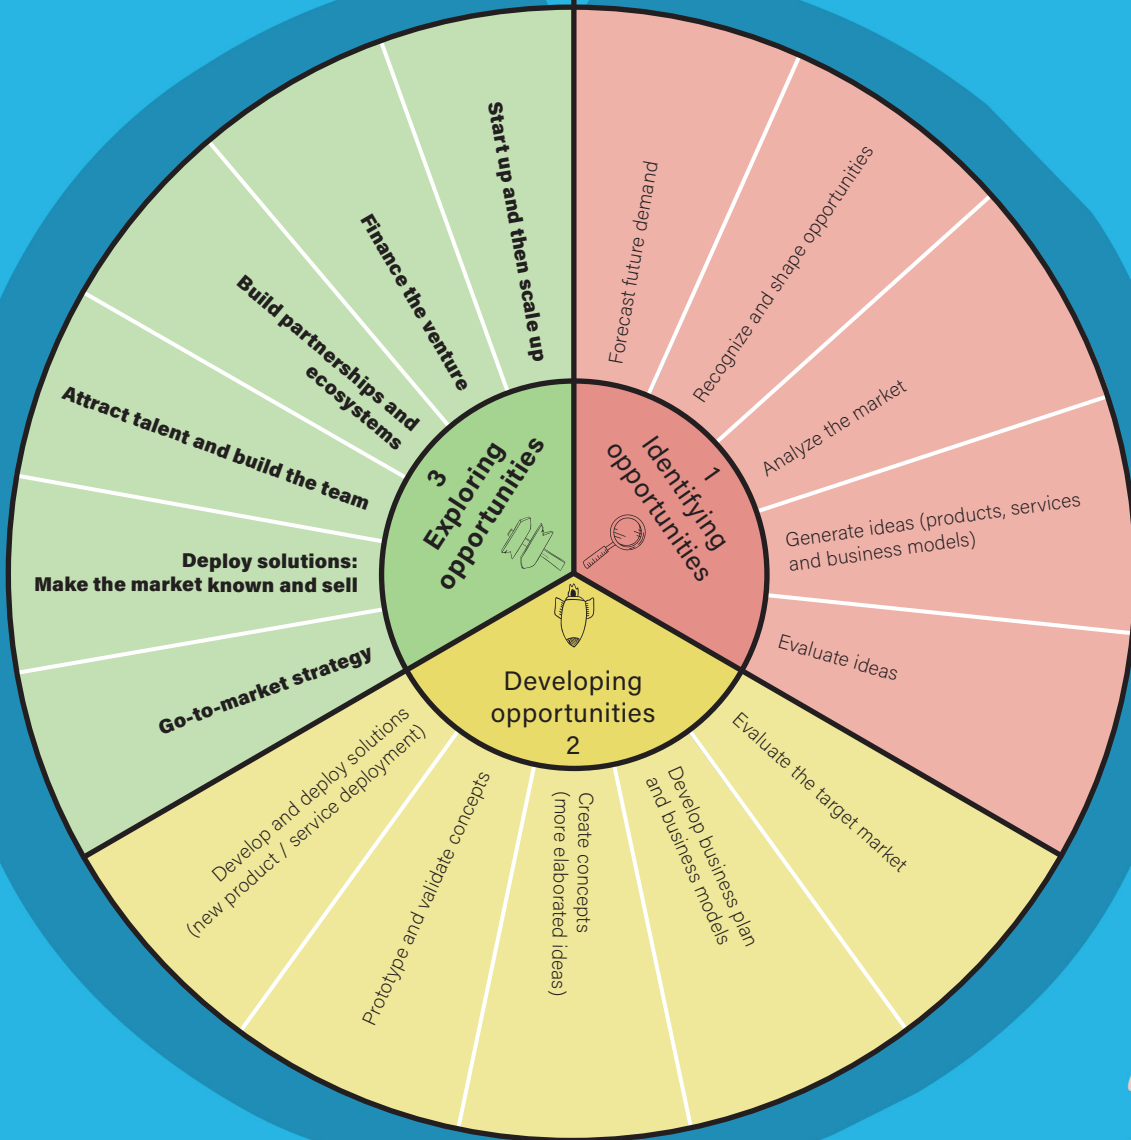 1
Identifying
opportunities
Forecast future demand
Recognize and shape opportunities
Analyze the market
Generate ideas (products, services
and business models)
Evaluate ideas
Developing
opportunities
2
Evaluate the target market
Develop business plan
and business models
Create concepts
(more elaborated ideas)
Prototype and validate concepts
Develop and deploy solutions
(new product / service deployment)
3
Exploring
opportunities
Go-to-market strategy
Deploy solutions:
Make the market known and sell
Attract talent and build the team
Build partnerships and
ecosystems
Finance the venture
Start up and then scale up